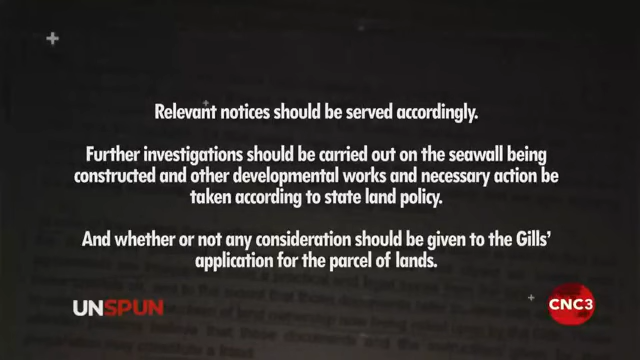 Relevant notices should be served accordingly.
Further investigations should be carried out on the seawall being
constructed and other developmental works and necessary action be
taken according to state land policy.
And whether or not any consideration should be given to the Gills'
application for the parcel of lands.
UNSPUN
CNC3